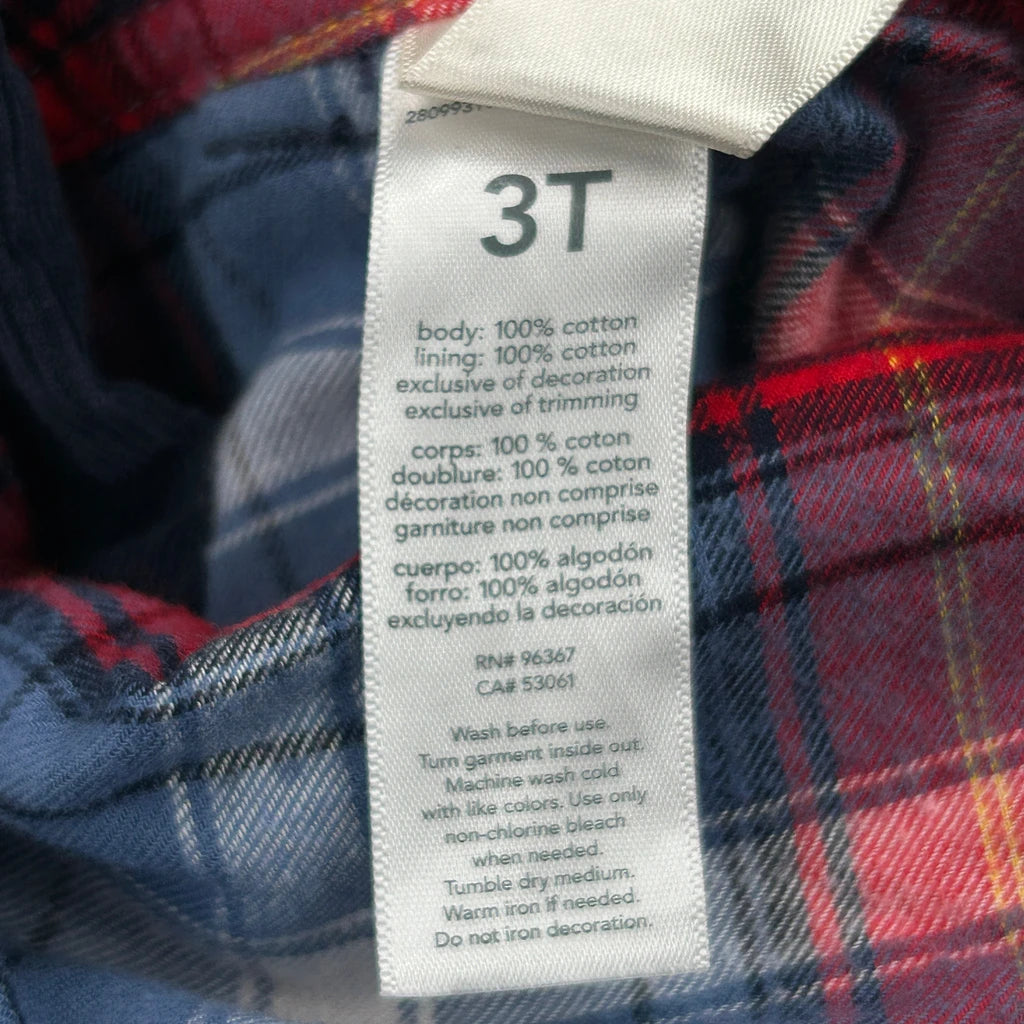 3T
body: 100% cotton
lining: 100% cotton
exclusive of decoration
exclusive of trimming
corps: 100 % coton
doublure: 100 % coton
décoration non comprise
garniture non comprise
cuerpo: 100% algodón
forro: 100% algodón
excluyendo la decoración
RN# 96367
CA# 53061
Wash before use.
Turn garment inside out.
Machine wash cold
with like colors. Use only
non-chlorine bleach
when needed.
Tumble dry medium.
Warm iron if needed.
Do not iron decoration.